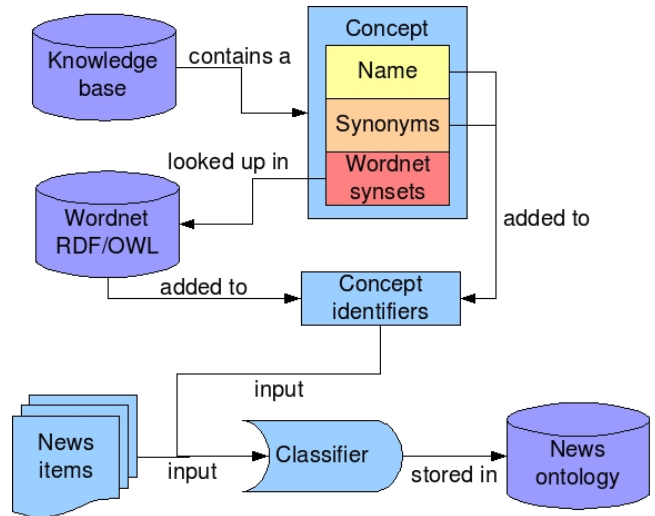 Concept
Knowledge
base
contains a
Name
Synonyms
looked up in
Wordnet
synsets
Wordnet
RDF/OWL
added to
added to
Concept
identifiers
input
News
items
input
Classifier
stored in
News
ontology